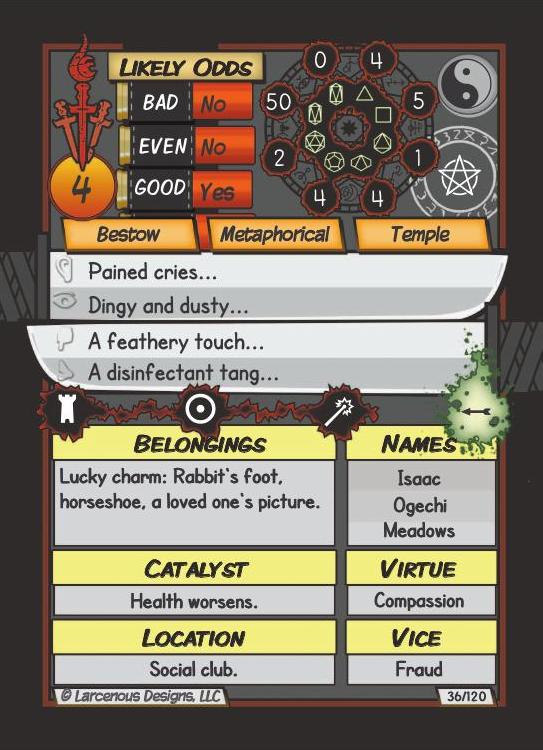 LIKELY ODDS
BAD No
EVEN No
GOOD Yes
4
0 4
50 5
2 1
4 4
Bestow Metaphorical Temple
Pained cries...
Dingy and dusty...
A feathery touch...
A disinfectant tang...
BELONGINGS
Lucky charm: Rabbit's foot,
horseshoe, a loved one's picture.
NAMES
Isaac
Ogechi
Meadows
CATALYST
Health worsens.
VIRTUE
Compassion
LOCATION
Social club.
VICE
Fraud
© Larcenous Designs, LLC
36/120